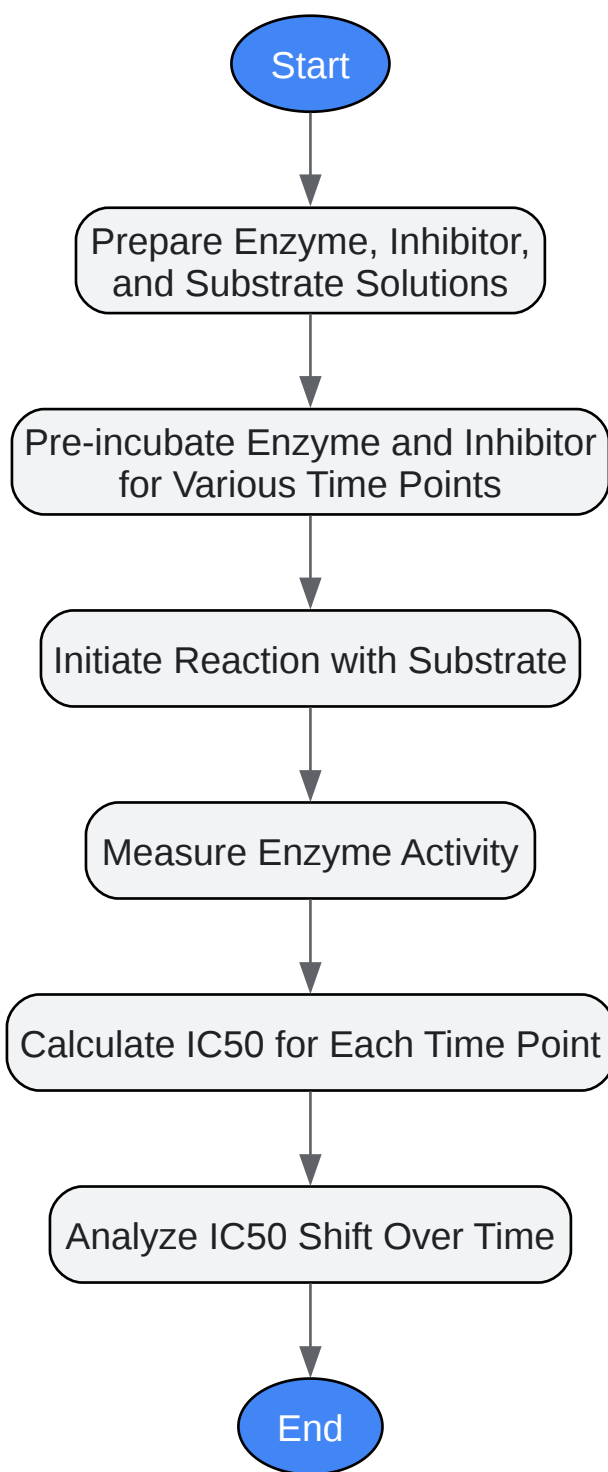 Start
Prepare Enzyme, Inhibitor,
and Substrate Solutions
Pre-incubate Enzyme and Inhibitor
for Various Time Points
Initiate Reaction with Substrate
Measure Enzyme Activity
Calculate IC50 for Each Time Point
Analyze IC50 Shift Over Time
End